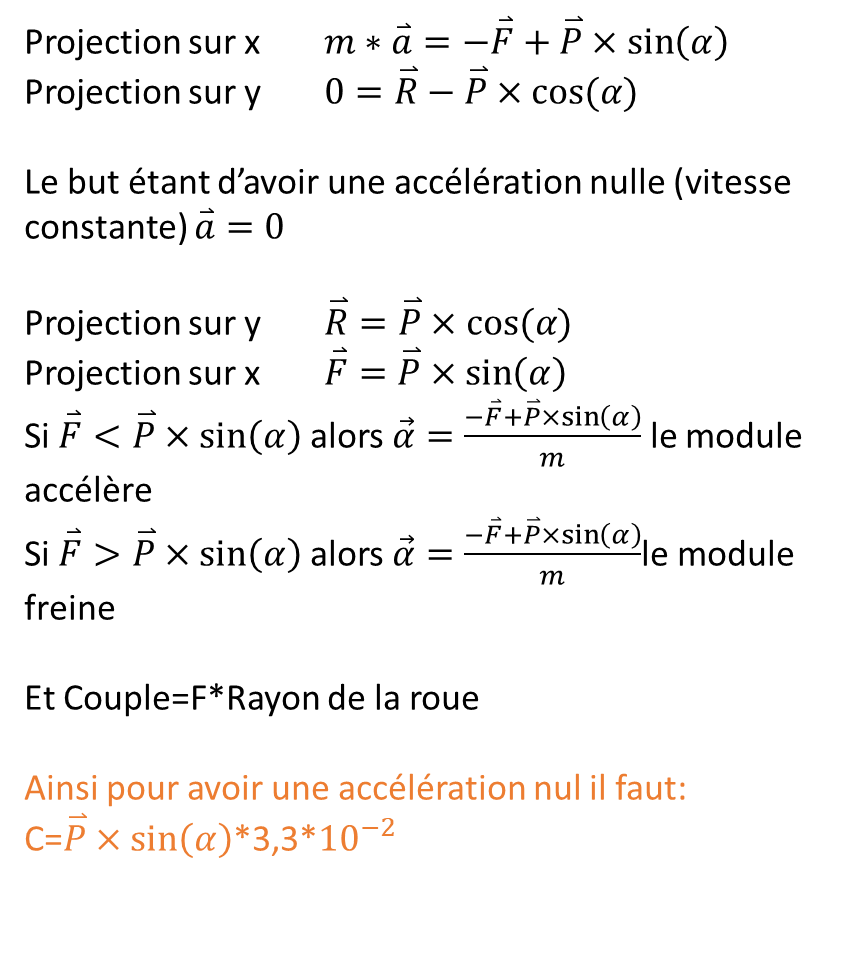 Projection sur x $m * \vec{a} = -\vec{F} + \vec{P} \times \sin(\alpha)$
Projection sur y $0 = \vec{R} - \vec{P} \times \cos(\alpha)$
Le but étant d’avoir une accélération nulle (vitesse
constante) $\vec{a} = 0$
Projection sur y $\vec{R} = \vec{P} \times \cos(\alpha)$
Projection sur x $\vec{F} = \vec{P} \times \sin(\alpha)$
Si $\vec{F} < \vec{P} \times \sin(\alpha)$ alors $\vec{\alpha} = \frac{-\vec{F}+\vec{P}\times\sin(\alpha)}{m}$ le module
accélère
Si $\vec{F} > \vec{P} \times \sin(\alpha)$ alors $\vec{\alpha} = \frac{-\vec{F}+\vec{P}\times\sin(\alpha)}{m}$le module
freine
Et Couple=F*Rayon de la roue
Ainsi pour avoir une accélération nul il faut:
C=$\vec{P} \times \sin(\alpha)$*3,3*$10^{-2}$